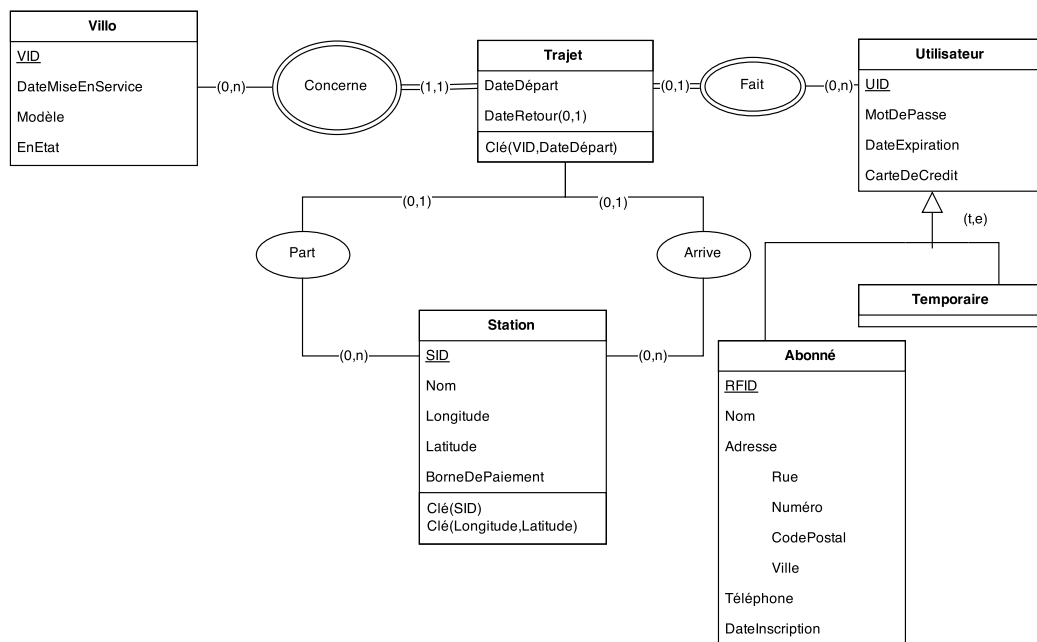 Villo
VID
DateMiseEnService
Modèle
EnEtat
(0,n)
Concerne
(1,1)
Trajet
DateDépart
DateRetour(0,1)
Clé(VID,DateDépart)
(0,1)
Fait
(0,n)
Utilisateur
UID
MotDePasse
DateExpiration
CarteDeCredit
(t,e)
(0,1)
(0,1)
Part
Arrive
Temporaire
Station
SID
Nom
Longitude
Latitude
BorneDePaiement
Clé(SID)
Clé(Longitude,Latitude)
(0,n)
(0,n)
Abonné
RFID
Nom
Adresse
Rue
Numéro
CodePostal
Ville
Téléphone
DateInscription